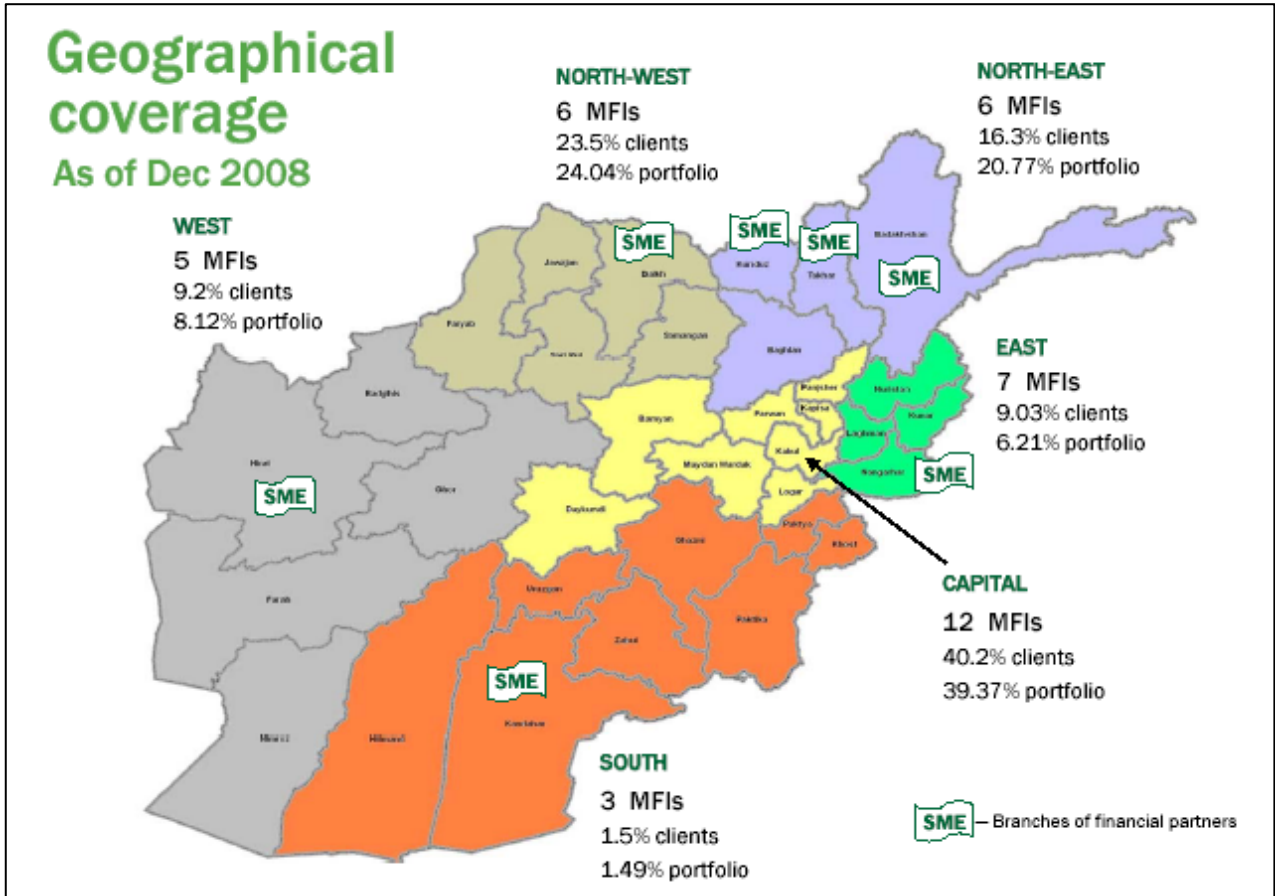 Geographical
coverage
As of Dec 2008
NORTH-WEST
6 MFIs
23.5% clients
24.04% portfolio
NORTH-EAST
6 MFIs
16.3% clients
20.77% portfolio
WEST
5 MFIs
9.2% clients
8.12% portfolio
EAST
7 MFIs
9.03% clients
6.21% portfolio
CAPITAL
12 MFIs
40.2% clients
39.37% portfolio
SOUTH
3 MFIs
1.5% clients
1.49% portfolio
SME
SME
SME
SME
SME
SME
SME
Badakhshan
Kunduz
Takhar
Jawzjan
Balkh
Faryab
Samangan
Baghlan
Badghis
Panjsher
Kapisa
Parwan
Nuristan
Kunar
Laghman
Nangarhar
Bamyan
Maydan Wardak
Kabul
Logar
Hirat
Ghor
Daykundi
Ghazni
Paktya
Khost
Farah
Uruzgan
Zabul
Paktika
Nimroz
Hilmand
Kandahar
SME – Branches of financial partners